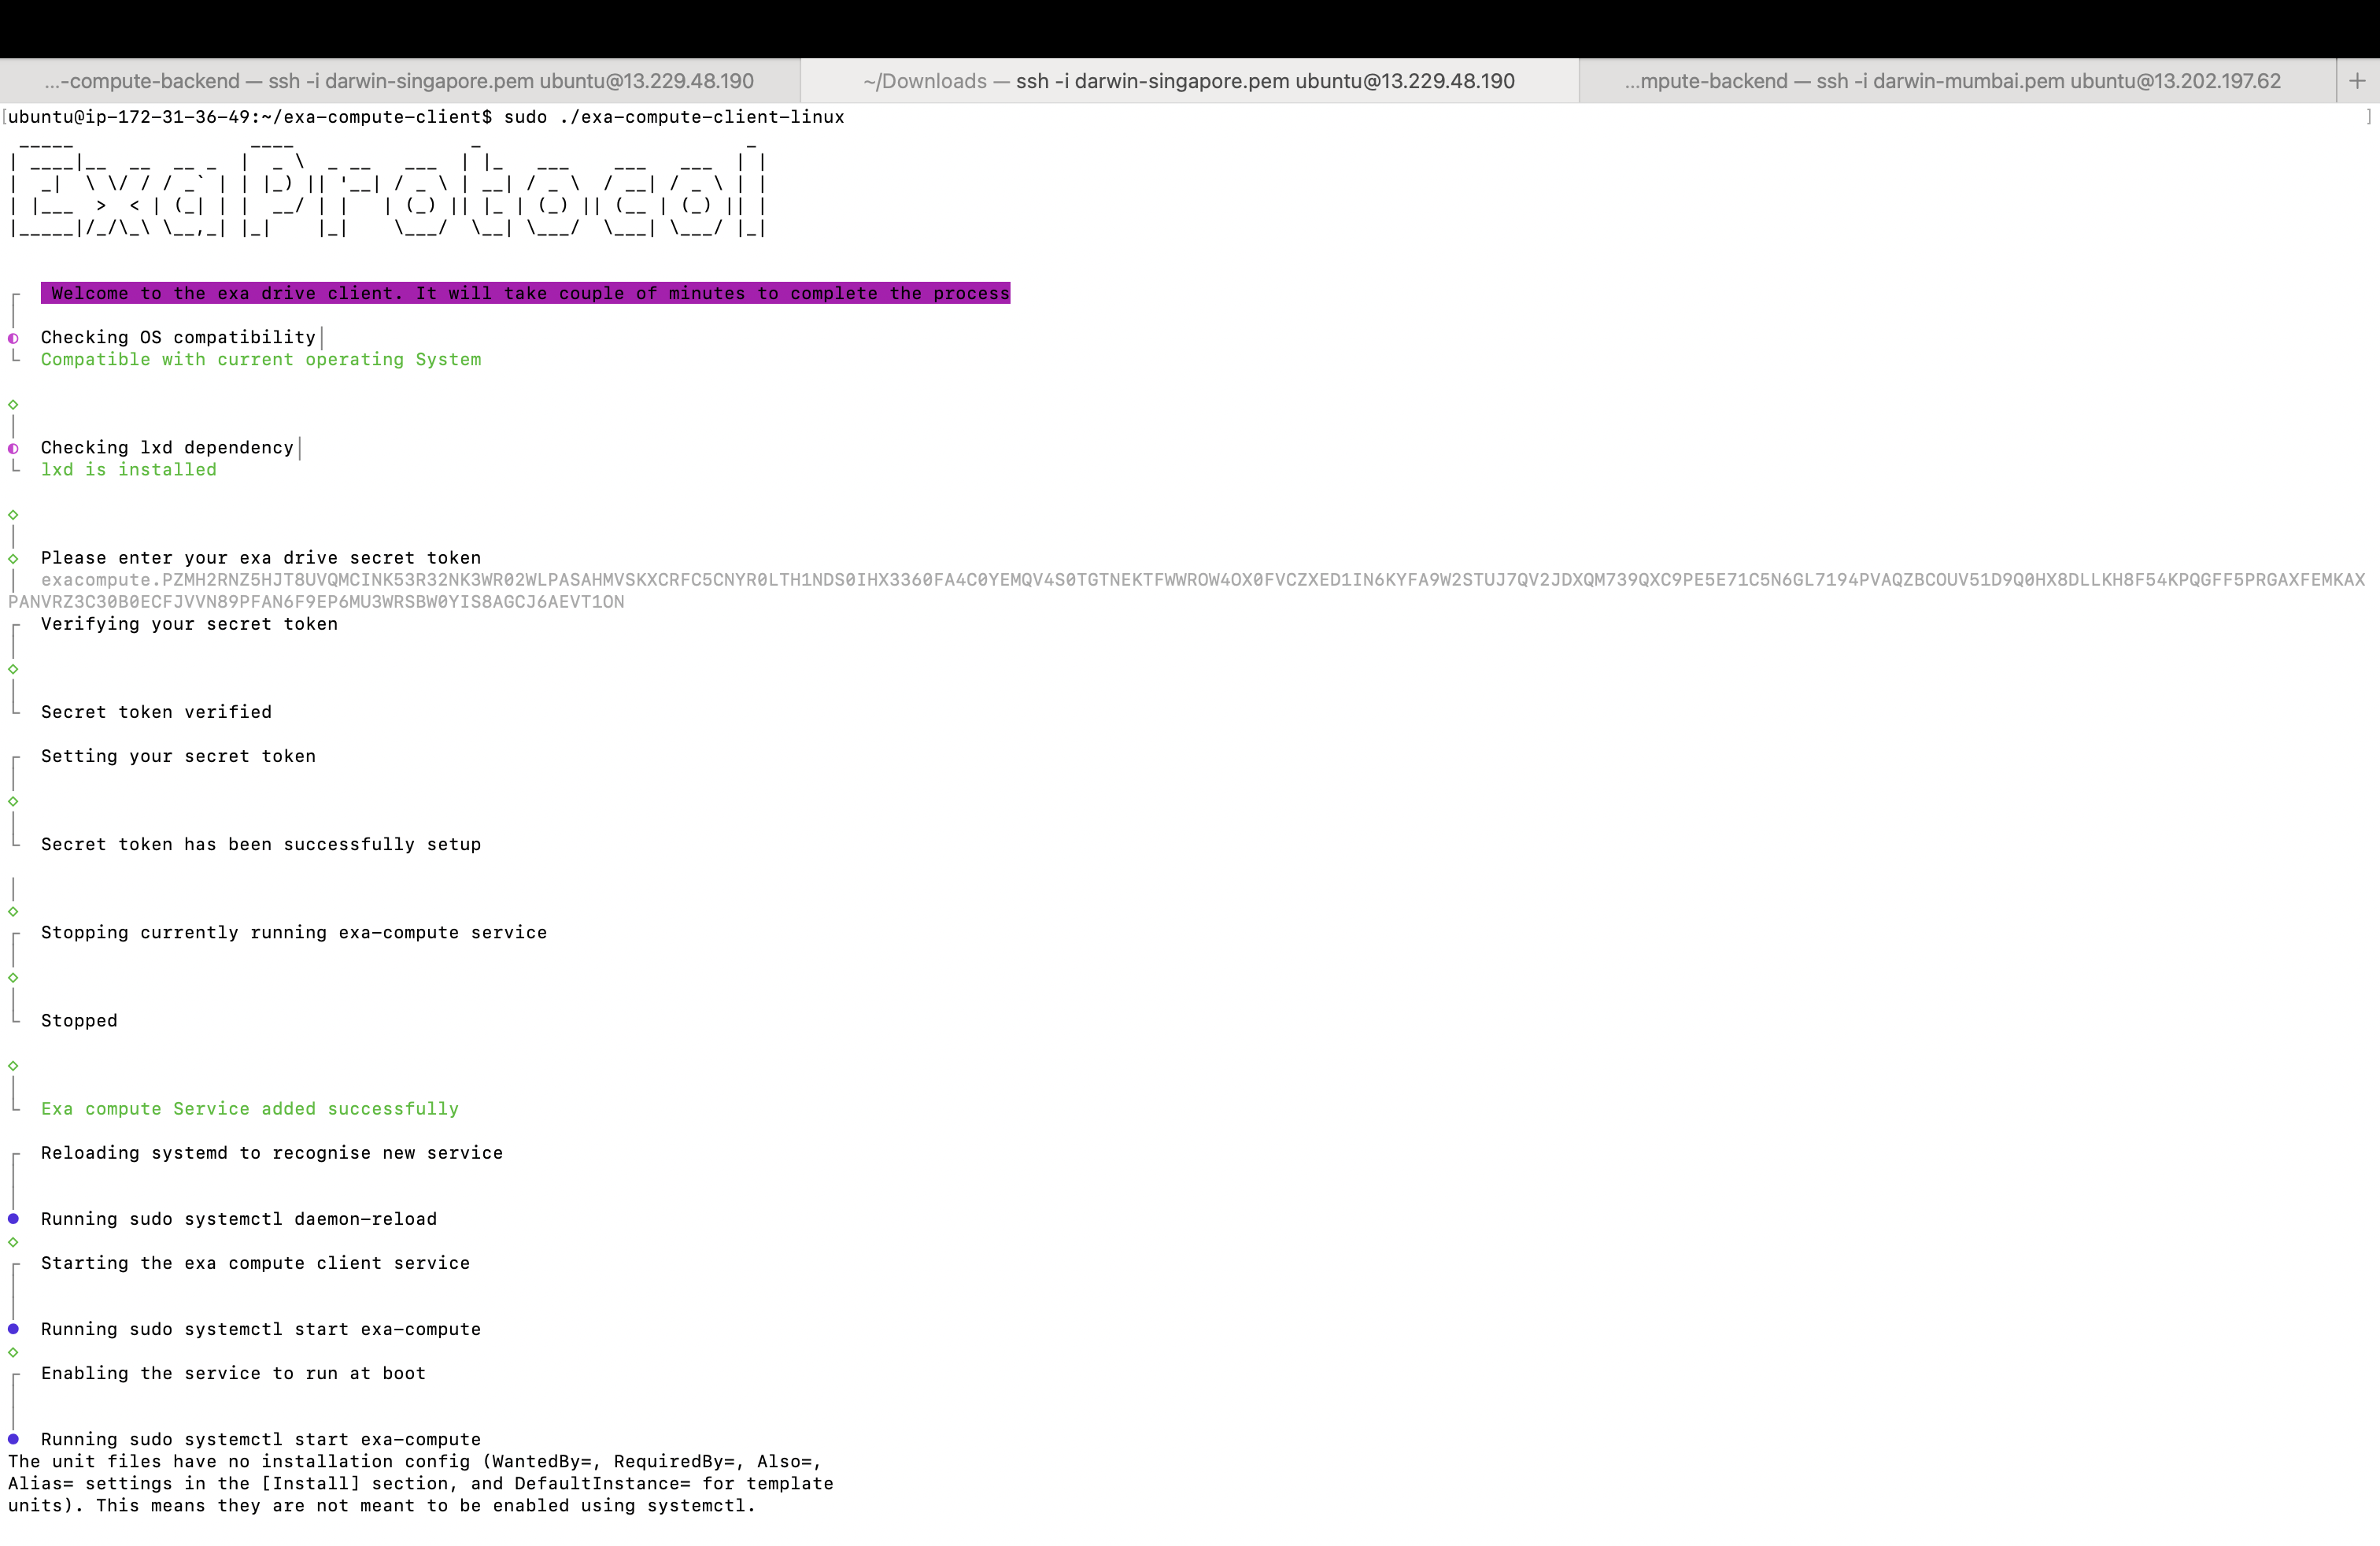 ...-compute-backend — ssh -i darwin-singapore.pem ubuntu@13.229.48.190
~/Downloads — ssh -i darwin-singapore.pem ubuntu@13.229.48.190
...mpute-backend — ssh -i darwin-mumbai.pem ubuntu@13.202.197.62
ubuntu@ip-172-31-36-49:~/exa-compute-client$ sudo ./exa-compute-client-linux
ExaProtocol
Welcome to the exa drive client. It will take couple of minutes to complete the process
Checking OS compatibility
Compatible with current operating System
Checking lxd dependency
lxd is installed
Please enter your exa drive secret token
exacompute.PZMH2RNZ5HJT8UVQMCINK53R32NK3WR02WLPASAHMVSKXCRFC5CNYR0LTH1NDS0IHX3360FA4C0YEMQV4S0TGTNEKTFWWROW4OX0FVCZXED1IN6KYFA9W2STUJ7QV2JDXQM739QXC9PE5E71C5N6GL7194PVAQZBCOUV51D9Q0HX8DLLKH8F54KPQGFF5PRGAXFEMKAX
PANVRZ3C30B0ECFJVVN89PFAN6F9EP6MU3WRSBW0YIS8AGCJ6AEVT1ON
Verifying your secret token
Secret token verified
Setting your secret token
Secret token has been successfully setup
Stopping currently running exa-compute service
Stopped
Exa compute Service added successfully
Reloading systemd to recognise new service
Running sudo systemctl daemon-reload
Starting the exa compute client service
Running sudo systemctl start exa-compute
Enabling the service to run at boot
Running sudo systemctl start exa-compute
The unit files have no installation config (WantedBy=, RequiredBy=, Also=,
Alias= settings in the [Install] section, and DefaultInstance= for template
units). This means they are not meant to be enabled using systemctl.